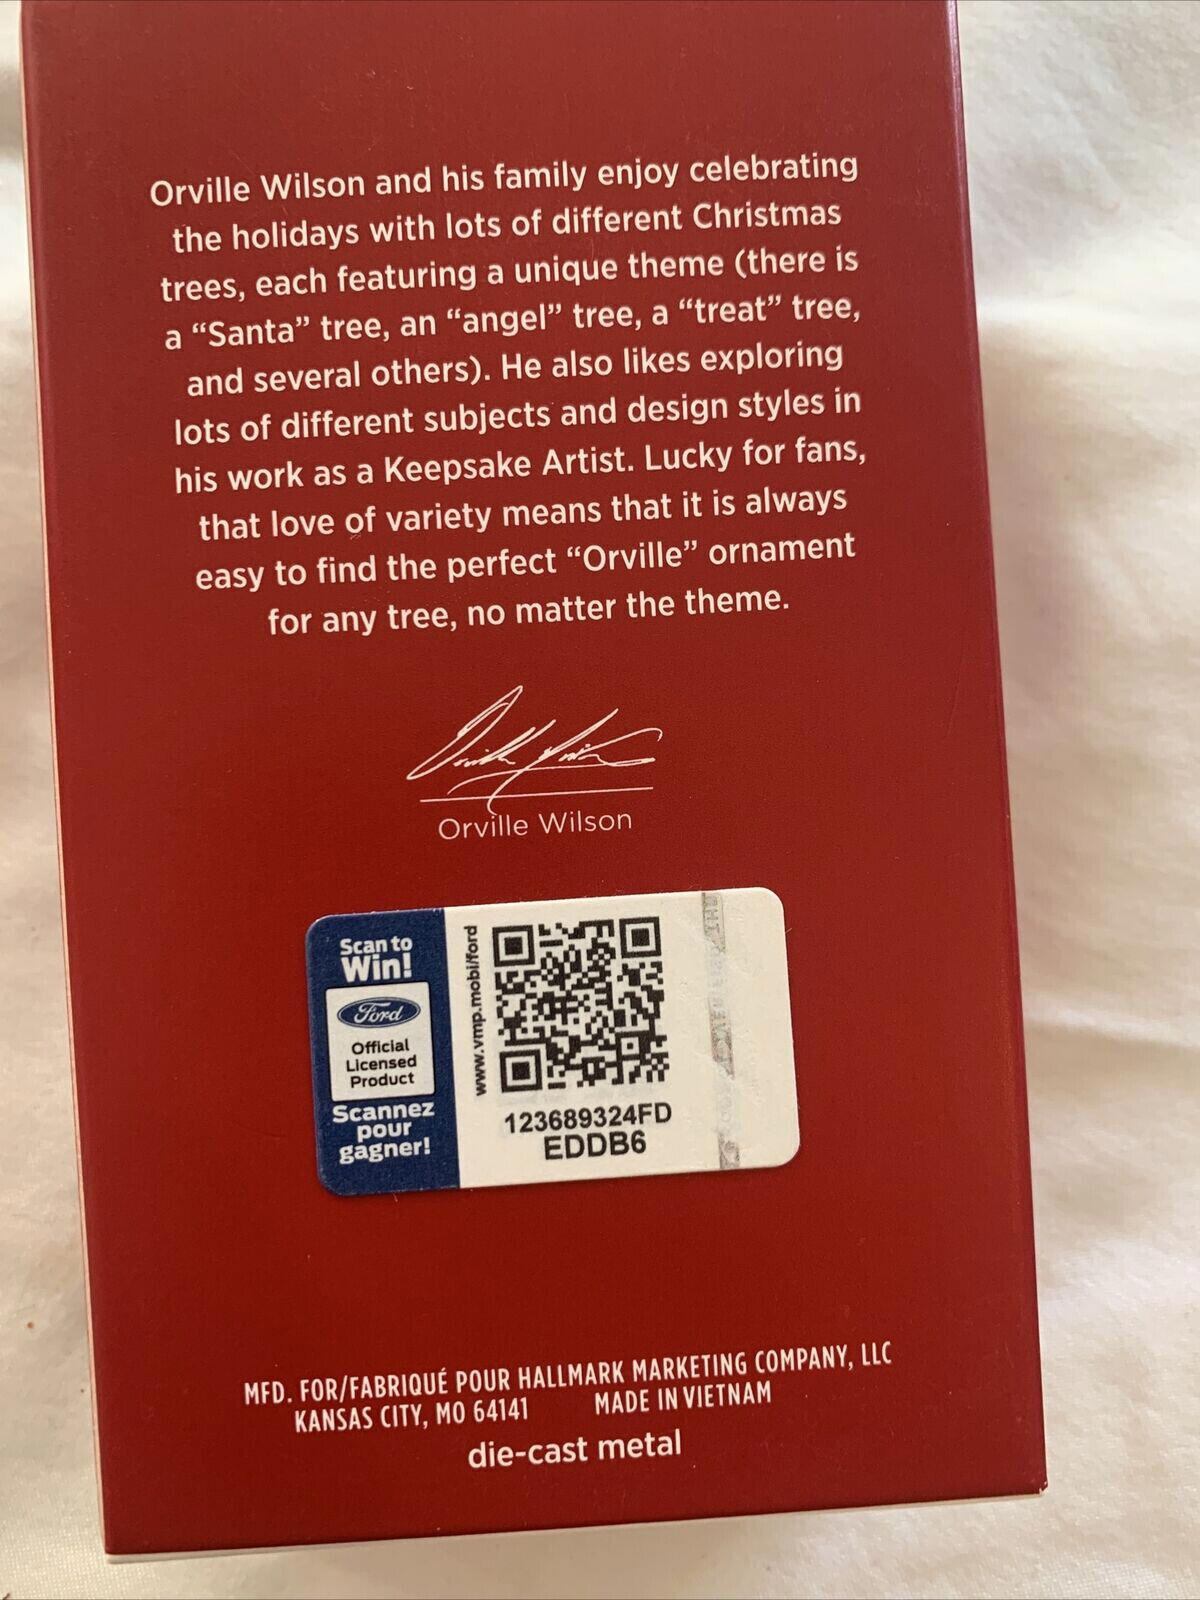 Orville Wilson and his family enjoy celebrating
the holidays with lots of different Christmas
trees, each featuring a unique theme (there is
a “Santa” tree, an “angel” tree, a “treat” tree,
and several others). He also likes exploring
lots of different subjects and design styles in
his work as a Keepsake Artist. Lucky for fans,
that love of variety means that it is always
easy to find the perfect “Orville” ornament
for any tree, no matter the theme.
Orville Wilson
Orville Wilson
Scan to
Win!
Ford
Official
Licensed
Product
Scannez
pour
gagner!
www.vmp.mobi/ford
123689324FD
EDDB6
MFD. FOR/FABRIQUÉ POUR HALLMARK MARKETING COMPANY, LLC
KANSAS CITY, MO 64141 MADE IN VIETNAM
die-cast metal